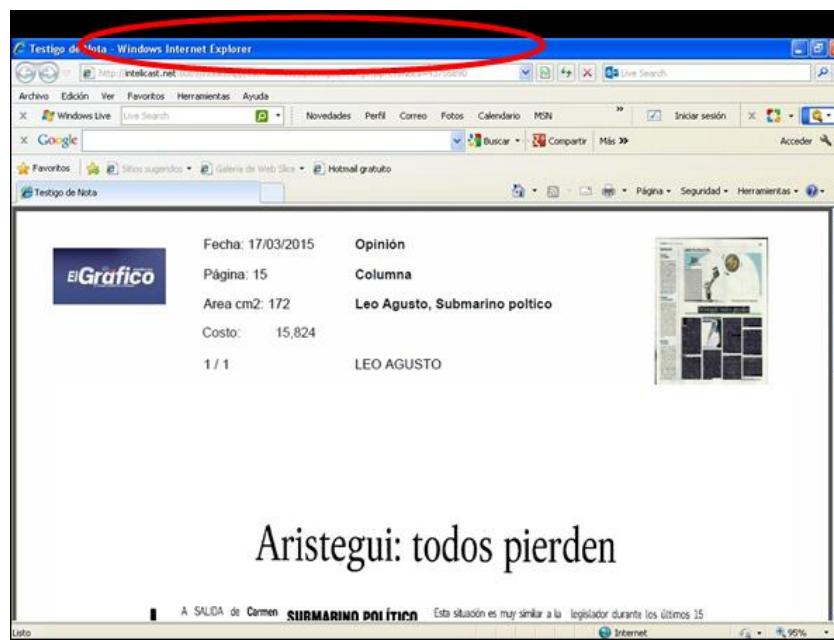 Testigo de Nota - Windows Internet Explorer
Archivo Edición Ver Favoritos Herramientas Ayuda
Windows Live Live Search Novedades Perfil Correo Fotos Calendario MSN » Iniciar sesión
Google Buscar Compartir Más » Acceder
Favoritos Sitios sugeridos Galería de Web Slice Hotmail gratuito
Testigo de Nota Página Seguridad Herramientas
El Gráfico
Fecha: 17/03/2015 Opinión
Página: 15 Columna
Area cm2: 172 Leo Agusto, Submarino poltico
Costo: 15,824
1 / 1 LEO AGUSTO
Aristegui: todos pierden
A SALIDA de Carmen SUBMARINO POLÍTICO Esta situación es muy similar a la legislador durante los últimos 15
Listo Internet 95%